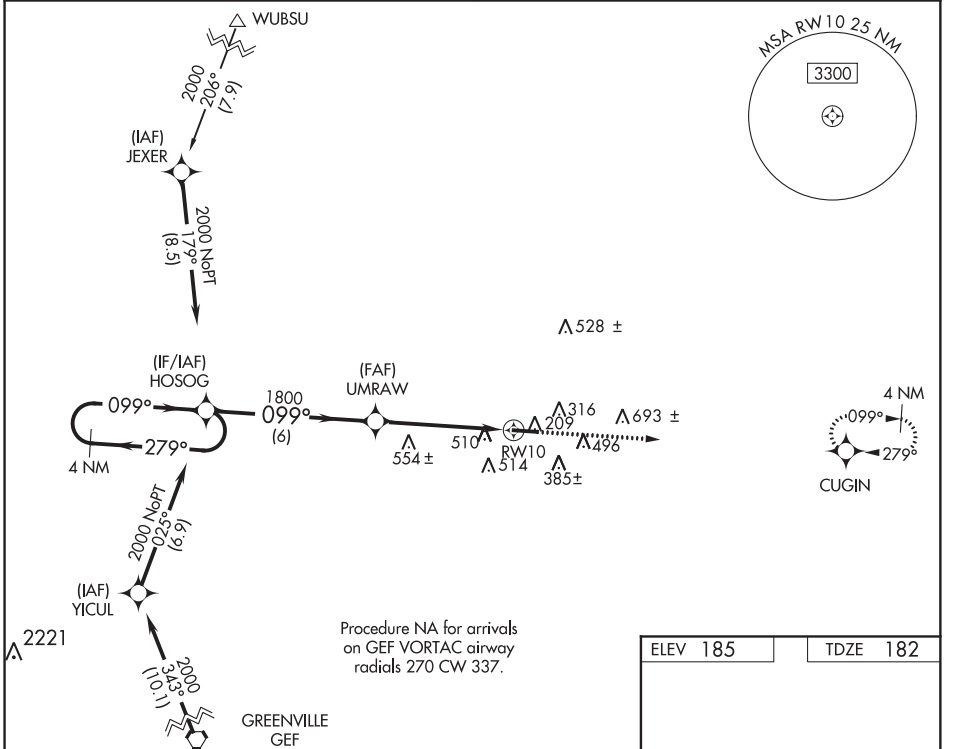 WUBSU
MSA RW10 25 NM
3300
2000
206°
(7.9)
(IAF)
JEXER
2000 NoPT
179°
(8.5)
528 ±
(IF/IAF)
HOSOG
(FAF)
UMRAW
1800
099°
099°
(6)
316
209
693 ±
4 NM
099°
279°
4 NM
279°
554 ±
510
RW10
496
514
385±
CUGIN
2000 NoPT
025°
(6.9)
(IAF)
YICUL
2221
Procedure NA for arrivals
on GEF VORTAC airway
radials 270 CW 337.
ELEV 185
TDZE 182
2000
343°
(10.1)
GREENVILLE
GEF